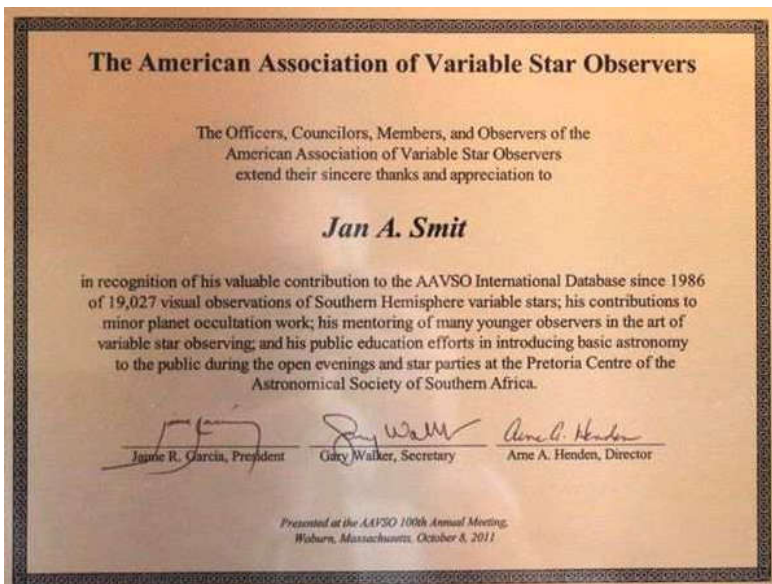 The American Association of Variable Star Observers
The Officers, Councilors, Members, and Observers of the
American Association of Variable Star Observers
extend their sincere thanks and appreciation to
Jan A. Smit
in recognition of his valuable contribution to the AAVSO International Database since 1986
of 19,027 visual observations of Southern Hemisphere variable stars; his contributions to
minor planet occultation work; his mentoring of many younger observers in the art of
variable star observing; and his public education efforts in introducing basic astronomy
to the public during the open evenings and star parties at the Pretoria Centre of the
Astronomical Society of Southern Africa.
Gary Walker Arne A. Henden
Jaime R. Garcia, President Gary Walker, Secretary Arne A. Henden, Director
Presented at the AAVSO 100th Annual Meeting,
Woburn, Massachusetts, October 8, 2011